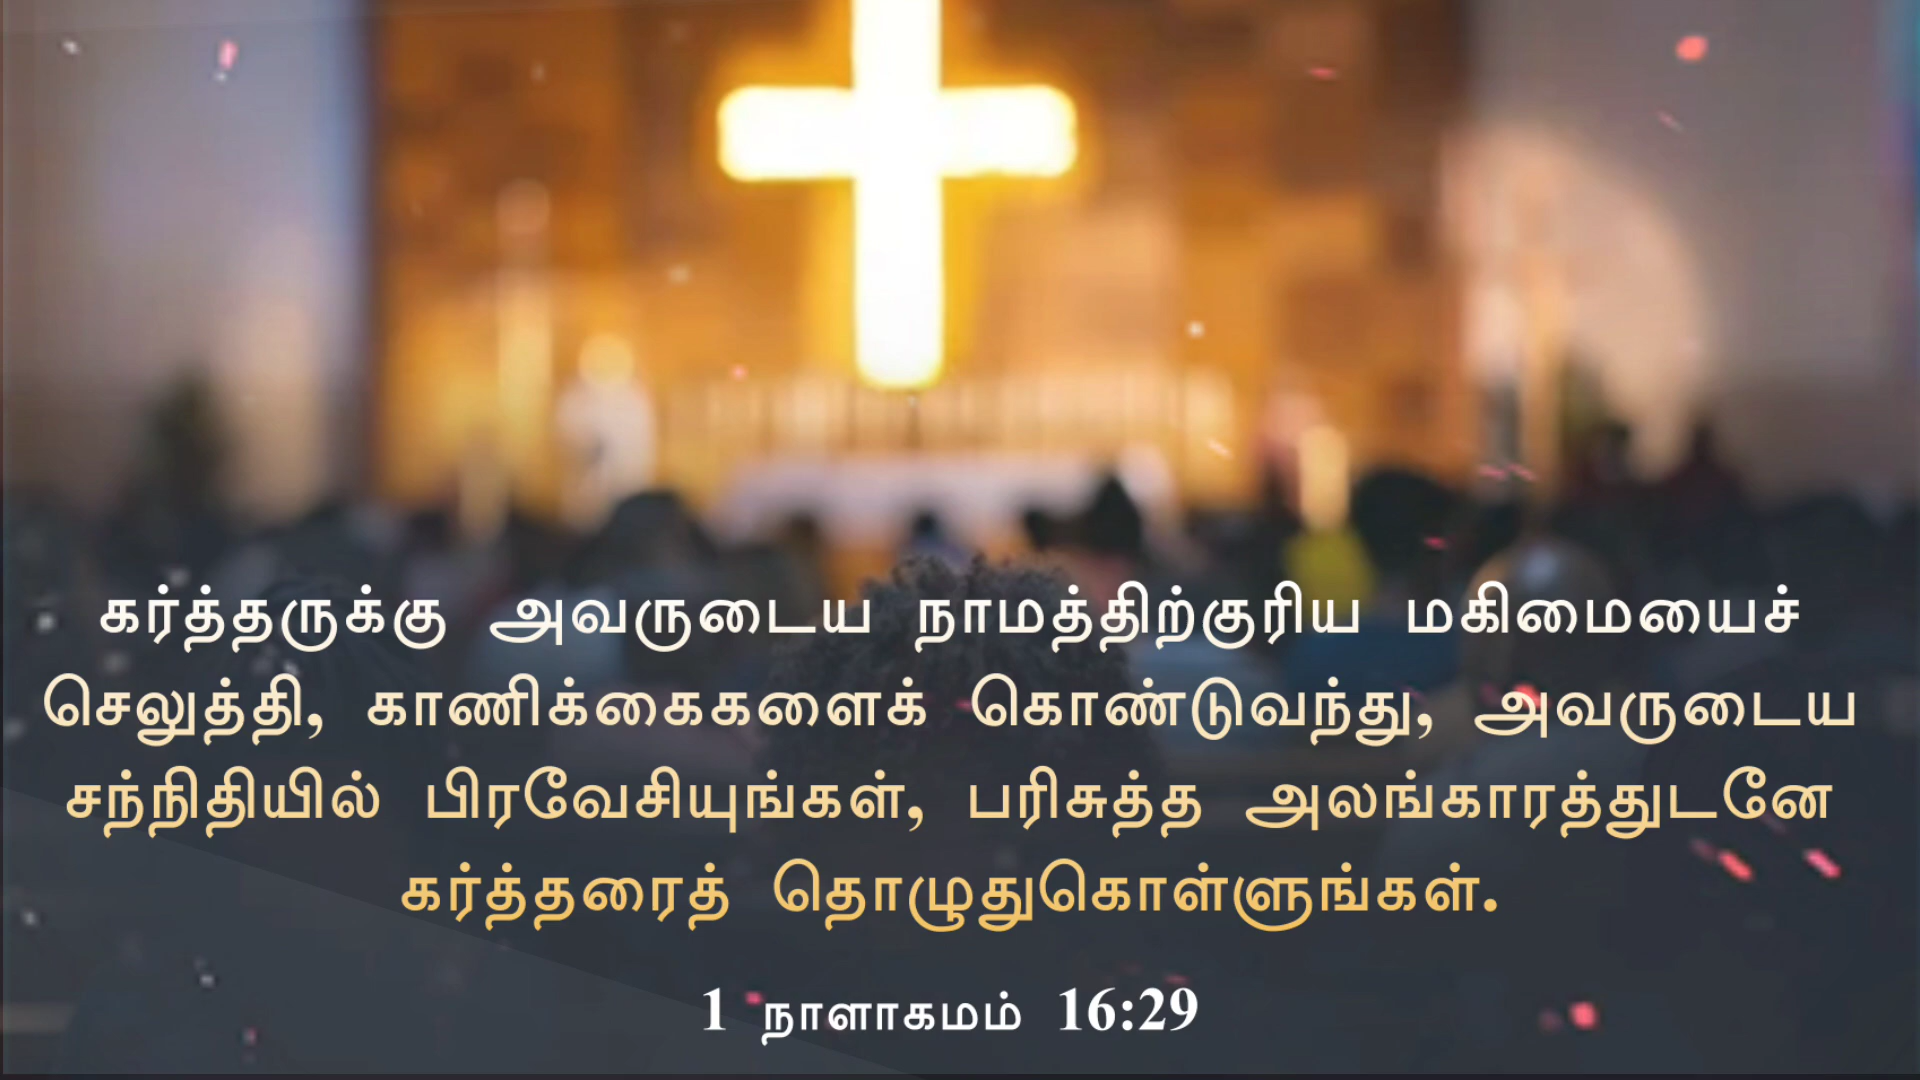 கர்த்தருக்கு அவருடைய நாமத்திற்குரிய மகிமையைச்
செலுத்தி, காணிக்கைகளைக் கொண்டுவந்து, அவருடைய
சந்நிதியில் பிரவேசியுங்கள், பரிசுத்த அலங்காரத்துடனே
கர்த்தரைத் தொழுதுகொள்ளுங்கள்.
1 நாளாகமம் 16:29